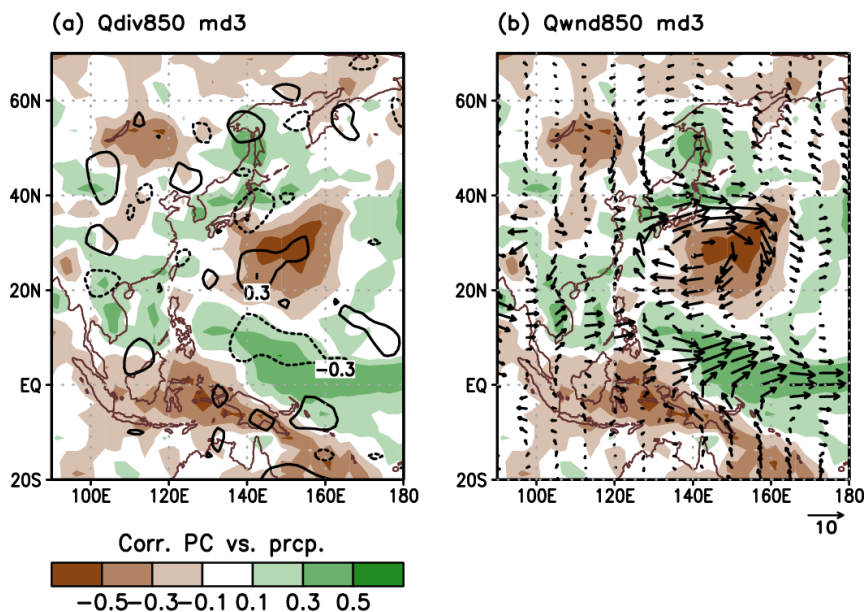 (a) Qdiv850 md3
(b) Qwnd850 md3
60N
40N
20N
EQ
20S
0.3
-0.3
100E 120E 140E 160E 180
60N
40N
20N
EQ
20S
100E 120E 140E 160E 180
10
Corr. PC vs. prcp.
-0.5 -0.3 -0.1 0.1 0.3 0.5